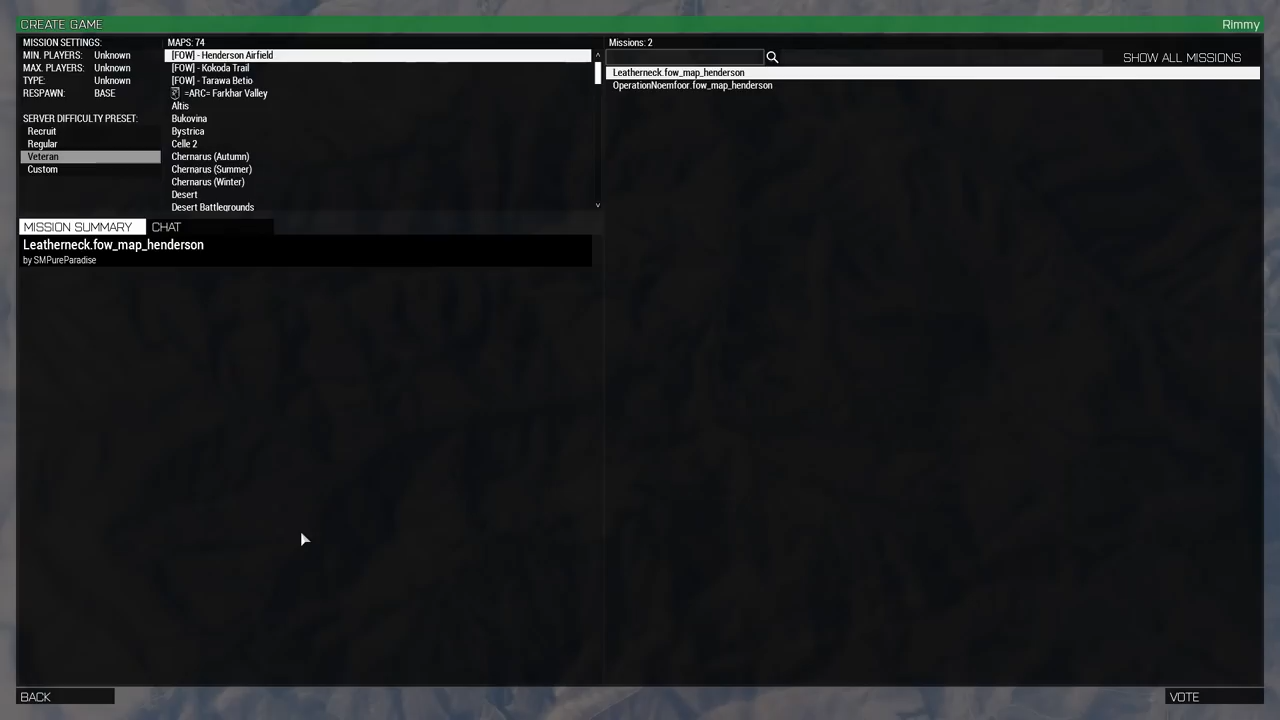 CREATE GAME
Rimmy
MISSION SETTINGS:
MIN. PLAYERS: Unknown
MAX. PLAYERS: Unknown
TYPE: Unknown
RESPAWN: BASE
SERVER DIFFICULTY PRESET:
Recruit
Regular
Veteran
Custom
MAPS: 74
[FOW] - Henderson Airfield
[FOW] - Kokoda Trail
[FOW] - Tarawa Betio
=ARC= Farkhar Valley
Altis
Bukovina
Bystrica
Celle 2
Chernarus (Autumn)
Chernarus (Summer)
Chernarus (Winter)
Desert
Desert Battlegrounds
Missions: 2
SHOW ALL MISSIONS
Leatherneck.fow_map_henderson
OperationNoemfoor.fow_map_henderson
MISSION SUMMARY
CHAT
Leatherneck.fow_map_henderson
by SMPureParadise
BACK
VOTE